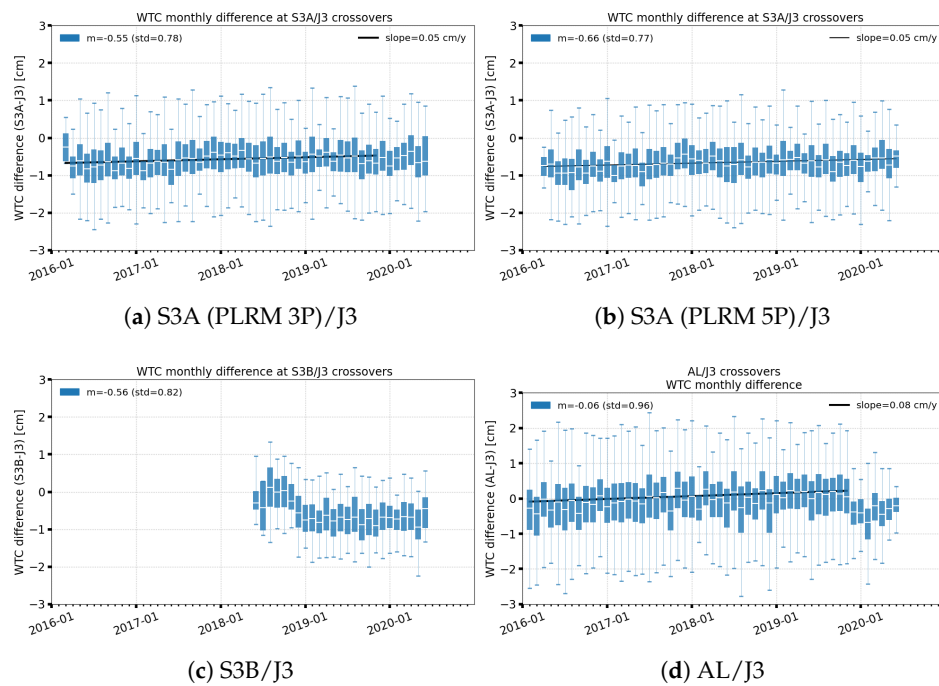 WTC monthly difference at S3A/J3 crossovers
m=-0.55 (std=0.78)
slope=0.05 cm/y
WTC difference (S3A-J3) [cm]
3
2
1
0
−1
−2
−3
2016-01
2017-01
2018-01
2019-01
2020-01
(a) S3A (PLRM 3P)/J3
WTC monthly difference at S3A/J3 crossovers
m=-0.66 (std=0.77)
slope=0.05 cm/y
WTC difference (S3A-J3) [cm]
3
2
1
0
−1
−2
−3
2016-01
2017-01
2018-01
2019-01
2020-01
(b) S3A (PLRM 5P)/J3
WTC monthly difference at S3B/J3 crossovers
m=-0.56 (std=0.82)
WTC difference (S3B-J3) [cm]
3
2
1
0
−1
−2
−3
2016-01
2017-01
2018-01
2019-01
2020-01
(c) S3B/J3
AL/J3 crossovers
WTC monthly difference
m=-0.06 (std=0.96)
slope=0.08 cm/y
WTC difference (AL-J3) [cm]
3
2
1
0
−1
−2
−3
2016-01
2017-01
2018-01
2019-01
2020-01
(d) AL/J3